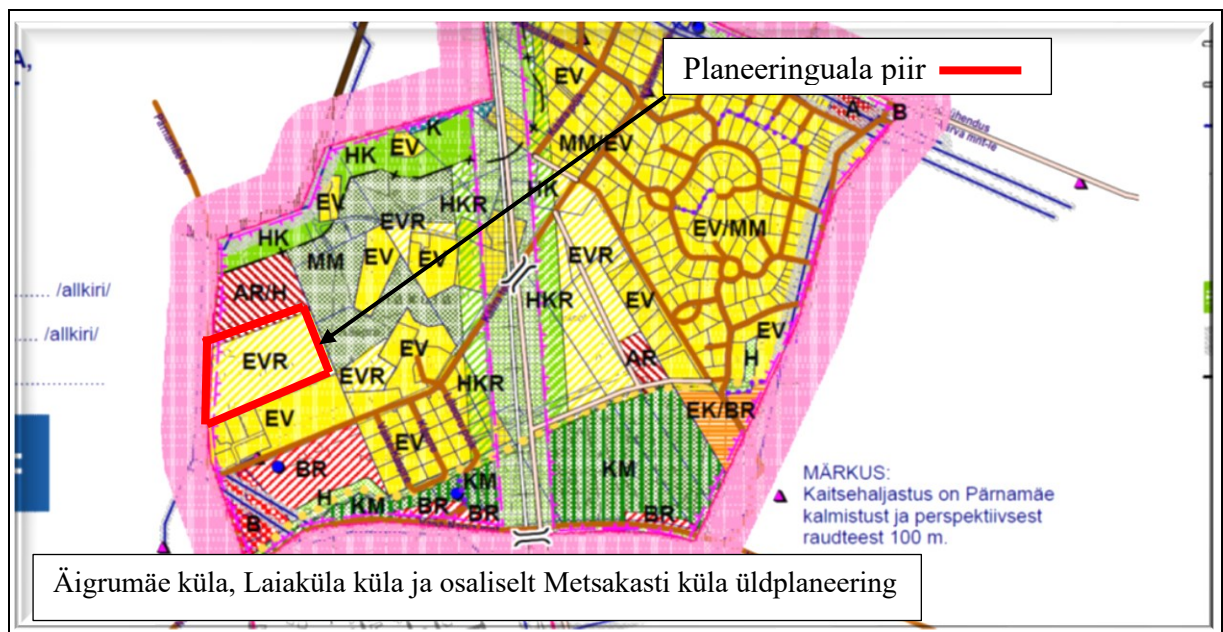 A,
Planeeringuala piir
EV
A
B
ühendus
MM/EV
K
EV
HK
HKR
HK
EV
EVR
EV/MM
HK
MM
EV
EV
EVR
AR/H
HKR
EV
..... /allkiri/
.... /allkiri/
EVR
EV
EV
H
AR
EVR
HKR
EK/BR
EV
EV
BR
KM
KM
H
KM
BR
BR
BR
B
MÄRKUS:
Kaitsehaljastus on Pärnamäe
kalmistust ja perspektiivsest
raudteest 100 m.
Äigrumäe küla, Laiaküla küla ja osaliselt Metsakasti küla üldplaneering